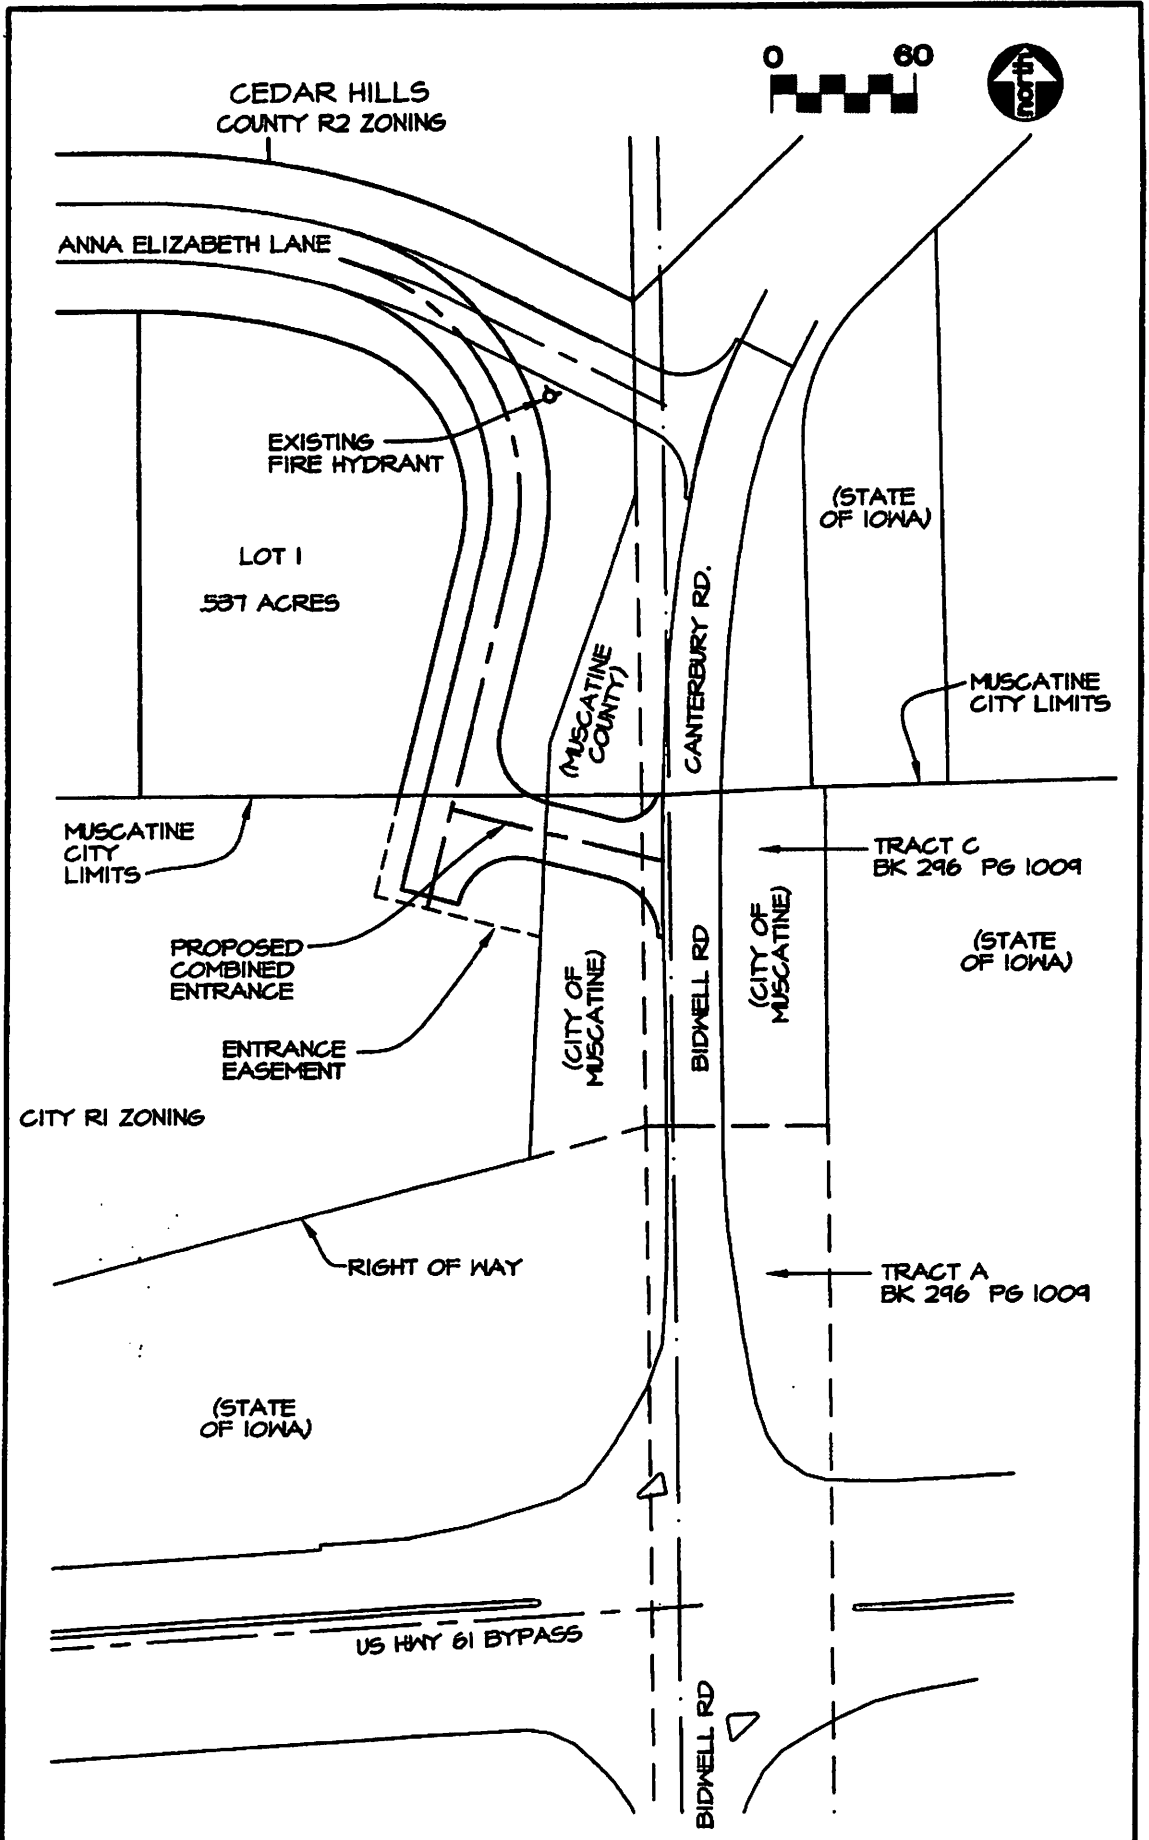 0 60
north
CEDAR HILLS
COUNTY R2 ZONING
ANNA ELIZABETH LANE
EXISTING
FIRE HYDRANT
(STATE
OF IOWA)
LOT 1
.537 ACRES
CANTERBURY RD.
(MUSCATINE
COUNTY)
MUSCATINE
CITY LIMITS
MUSCATINE
CITY
LIMITS
TRACT C
BK 296 PG 1009
(CITY OF
MUSCATINE)
(STATE
OF IOWA)
PROPOSED
COMBINED
ENTRANCE
BIDWELL RD
(CITY OF
MUSCATINE)
ENTRANCE
EASEMENT
CITY R1 ZONING
RIGHT OF WAY
TRACT A
BK 296 PG 1009
(STATE
OF IOWA)
US HWY 61 BYPASS
BIDWELL RD